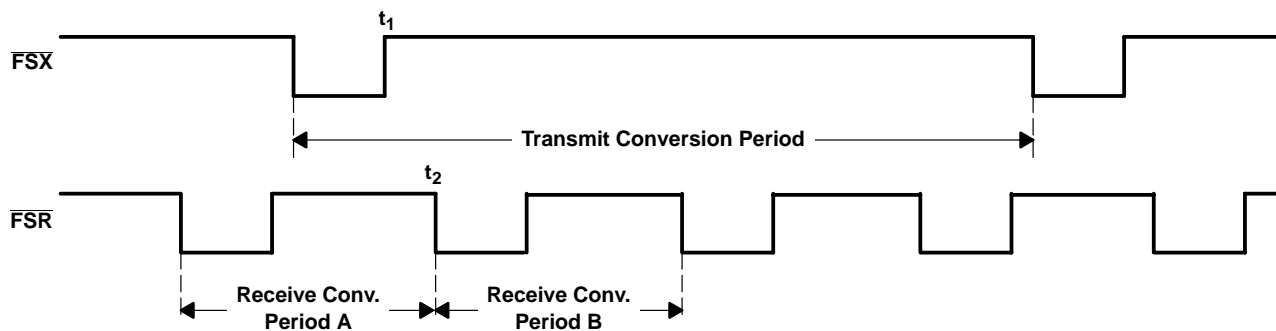 t1
FSX
Transmit Conversion Period
t2
FSR
Receive Conv.
Period A
Receive Conv.
Period B